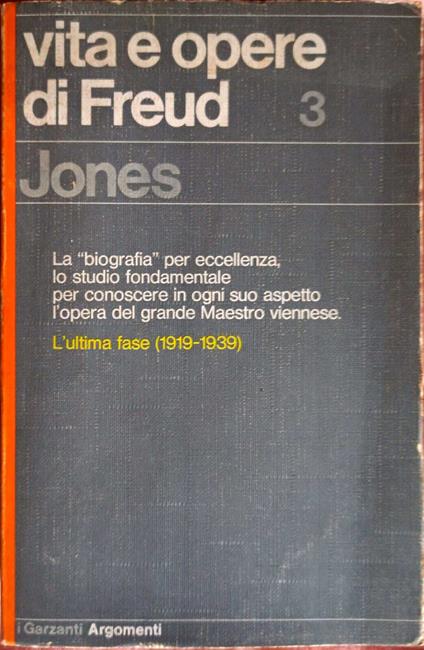 vita e opere
di Freud 3
Jones
La "biografia" per eccellenza,
lo studio fondamentale
per conoscere in ogni suo aspetto
l'opera del grande Maestro viennese.
L'ultima fase (1919-1939)
i Garzanti Argomenti